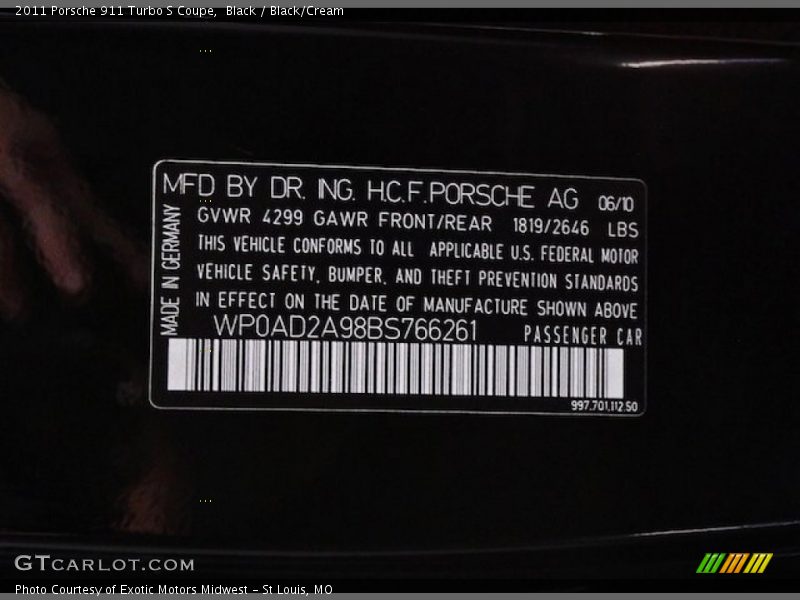 2011 Porsche 911 Turbo S Coupe,  Black / Black/Cream
MFD BY DR. ING. H.C.F.PORSCHE AG 06/10
GVWR 4299 GAWR FRONT/REAR 1819/2646 LBS
THIS VEHICLE CONFORMS TO ALL APPLICABLE U.S. FEDERAL MOTOR
VEHICLE SAFETY, BUMPER, AND THEFT PREVENTION STANDARDS
IN EFFECT ON THE DATE OF MANUFACTURE SHOWN ABOVE
WP0AD2A98BS766261 PASSENGER CAR
MADE IN GERMANY
997.701.112.50
GTCARLOT.COM
Photo Courtesy of Exotic Motors Midwest - St Louis, MO